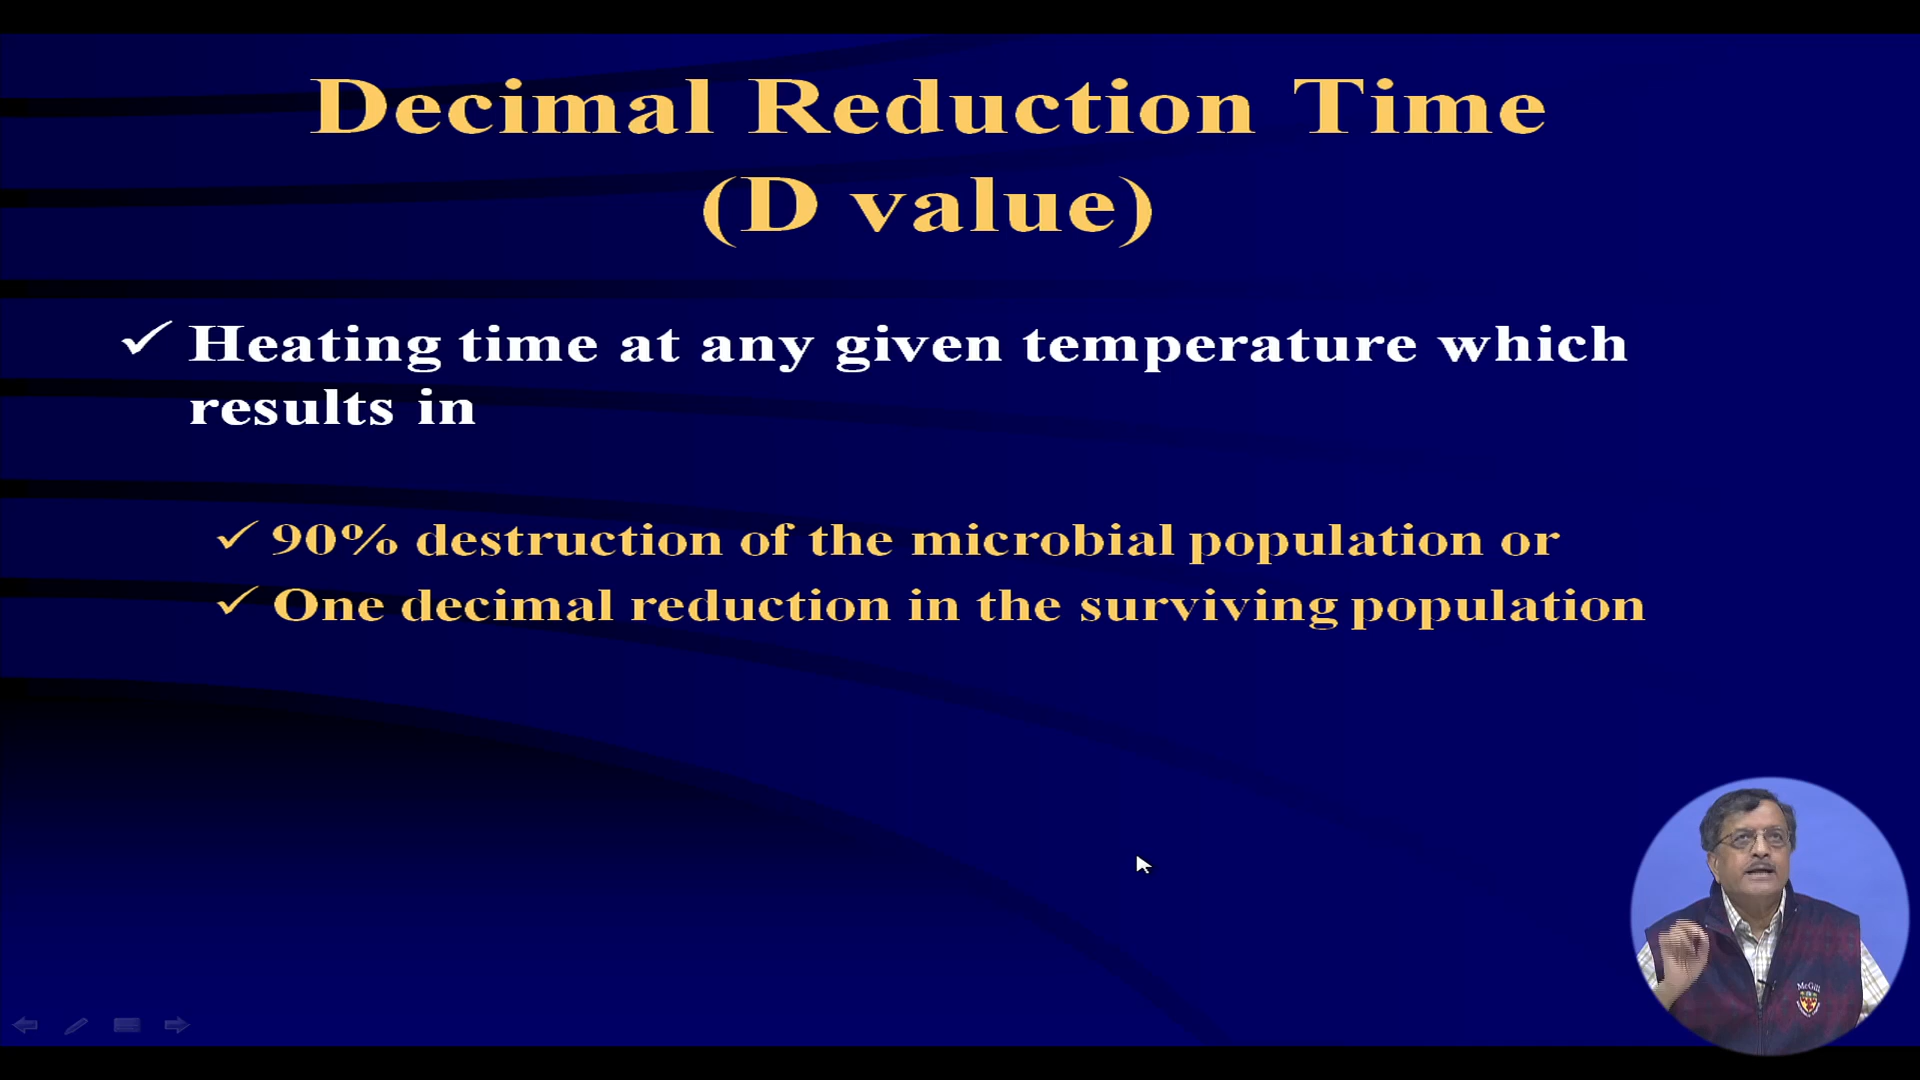 Decimal Reduction Time
(D value)
✓ Heating time at any given temperature which
results in
✓ 90% destruction of the microbial population or
✓ One decimal reduction in the surviving population
McGill